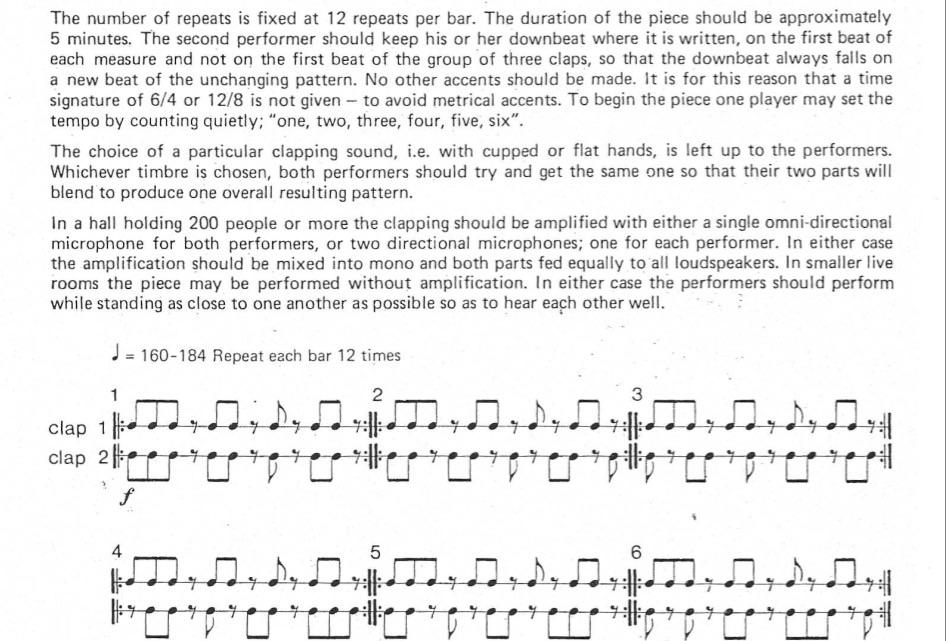 The number of repeats is fixed at 12 repeats per bar. The duration of the piece should be approximately
5 minutes. The second performer should keep his or her downbeat where it is written, on the first beat of
each measure and not on the first beat of the group of three claps, so that the downbeat always falls on
a new beat of the unchanging pattern. No other accents should be made. It is for this reason that a time
signature of 6/4 or 12/8 is not given – to avoid metrical accents. To begin the piece one player may set the
tempo by counting quietly; "one, two, three, four, five, six".
The choice of a particular clapping sound, i.e. with cupped or flat hands, is left up to the performers.
Whichever timbre is chosen, both performers should try and get the same one so that their two parts will
blend to produce one overall resulting pattern.
In a hall holding 200 people or more the clapping should be amplified with either a single omni-directional
microphone for both performers, or two directional microphones; one for each performer. In either case
the amplification should be mixed into mono and both parts fed equally to all loudspeakers. In smaller live
rooms the piece may be performed without amplification. In either case the performers should perform
while standing as close to one another as possible so as to hear each other well.
♩ = 160-184 Repeat each bar 12 times
1 2 3
clap 1
clap 2
f
4 5 6